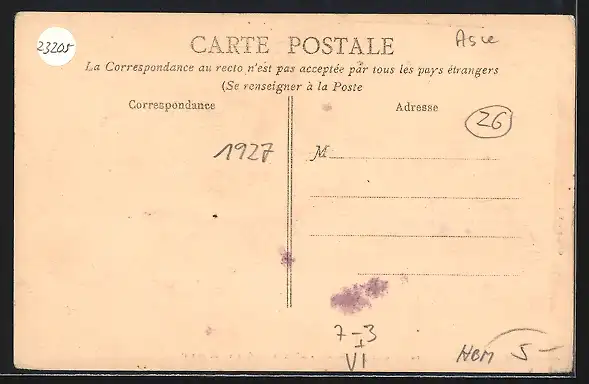 23205
CARTE POSTALE
Asie
La Correspondance au recto n'est pas acceptée par tous les pays étrangers
(Se renseigner à la Poste
Correspondance
Adresse
26
1927
M
7-3
VI
5-